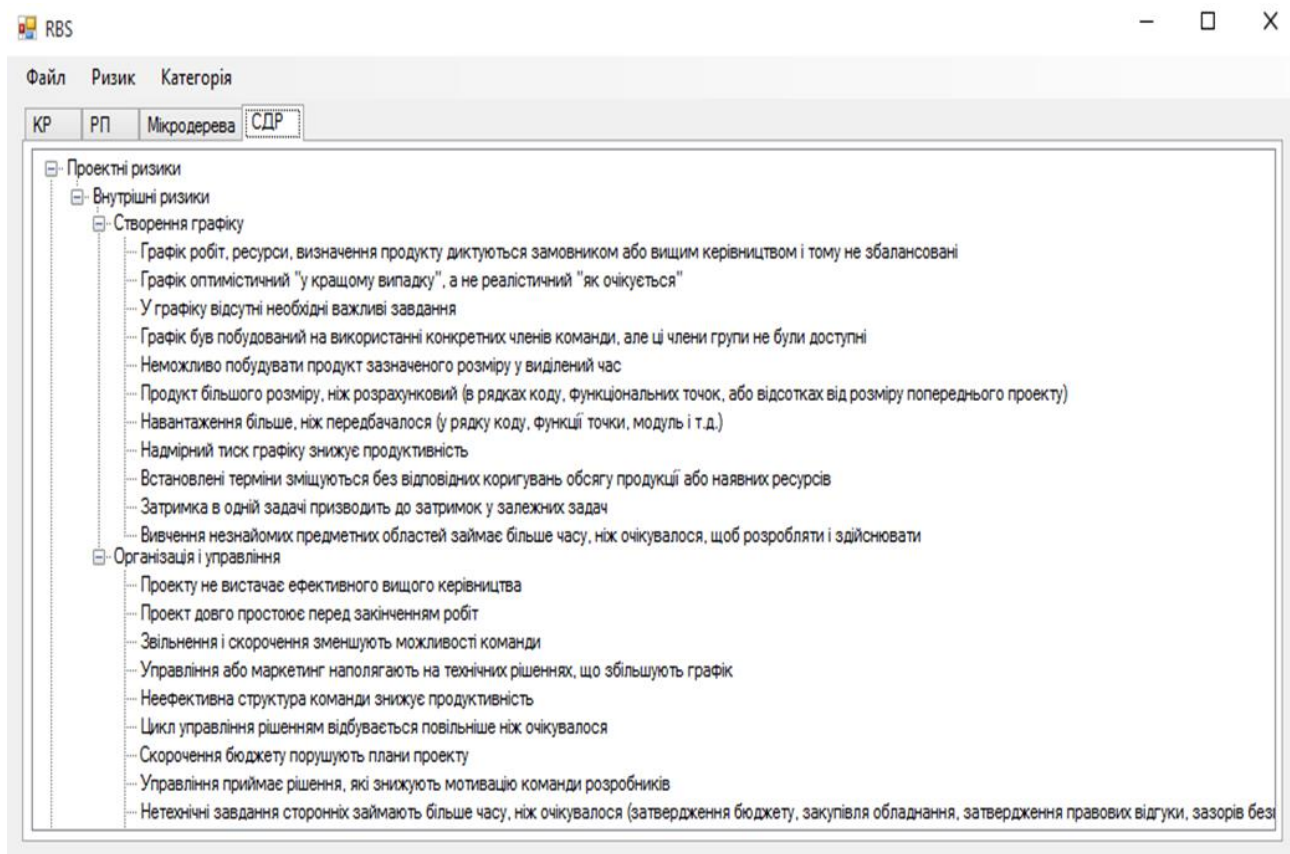 RBS
Файл Ризик Категорія
КР РП Мікродерева СДР
Проектні ризики
Внутрішні ризики
Створення графіку
Графік робіт, ресурси, визначення продукту диктуються замовником або вищим керівництвом і тому не збалансовані
Графік оптимістичний "у кращому випадку", а не реалістичний "як очікується"
У графіку відсутні необхідні важливі завдання
Графік був побудований на використанні конкретних членів команди, але ці члени групи не були доступні
Неможливо побудувати продукт зазначеного розміру у виділений час
Продукт більшого розміру, ніж розрахунковий (в рядках коду, функціональних точок, або відсотках від розміру попереднього проекту)
Навантаження більше, ніж передбачалося (у рядку коду, функції точки, модуль і т.д.)
Надмірний тиск графіку знижує продуктивність
Встановлені терміни зміщуються без відповідних коригувань обсягу продукції або наявних ресурсів
Затримка в одній задачі призводить до затримок у залежних задач
Вивчення незнайомих предметних областей займає більше часу, ніж очікувалося, щоб розробляти і здійснювати
Організація і управління
Проекту не вистачає ефективного вищого керівництва
Проект довго простоює перед закінченням робіт
Звільнення і скорочення зменшують можливості команди
Управління або маркетинг наполягають на технічних рішеннях, що збільшують графік
Неефективна структура команди знижує продуктивність
Цикл управління рішенням відбувається повільніше ніж очікувалося
Скорочення бюджету порушують плани проекту
Управління приймає рішення, які знижують мотивацію команди розробників
Нетехнічні завдання сторонніх займають більше часу, ніж очікувалося (затвердження бюджету, закупівля обладнання, затвердження правових відгуки, зазорів